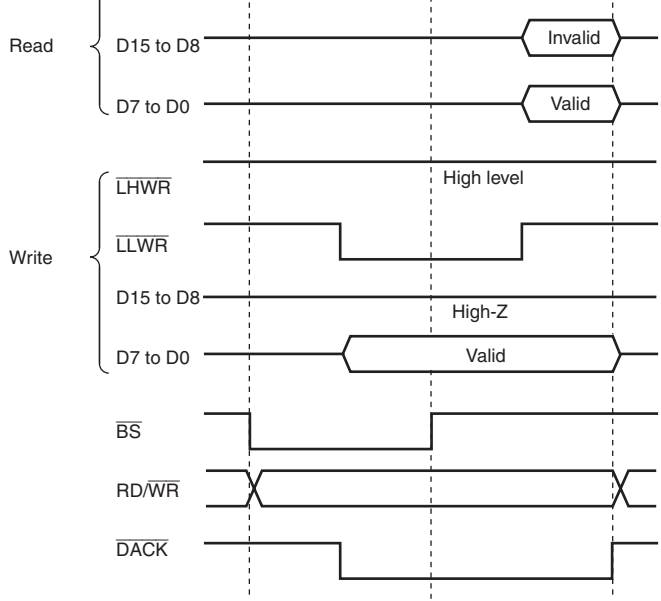 Read
D15 to D8
Invalid
D7 to D0
Valid
LHWR
High level
LLWR
Write
D15 to D8
High-Z
D7 to D0
Valid
BS
RD/WR
DACK